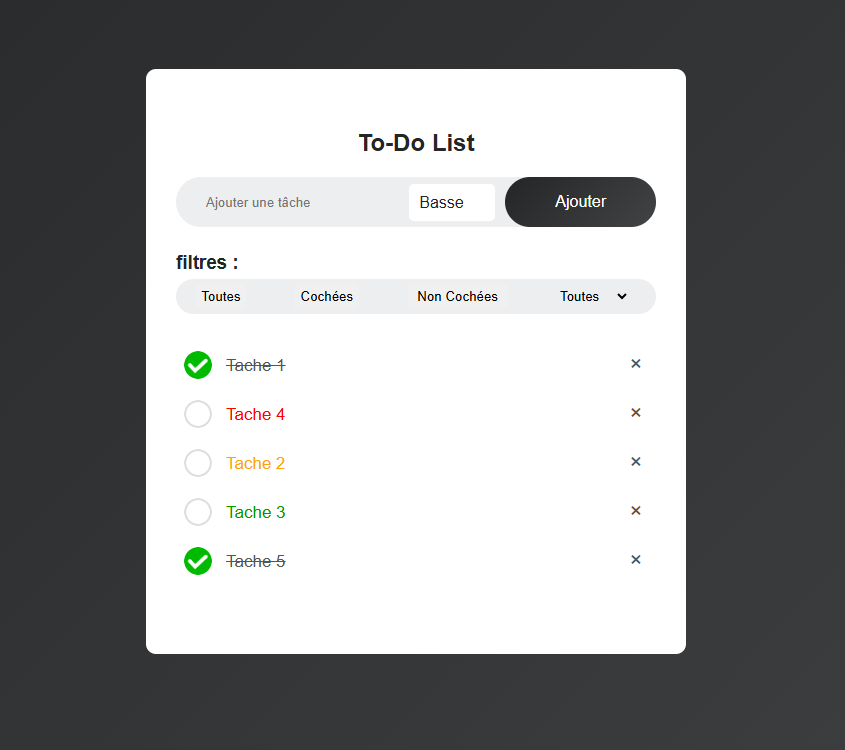 To-Do List
Ajouter une tâche Basse Ajouter
filtres :
Toutes Cochées Non Cochées Toutes
Tache 1 ×
Tache 4 ×
Tache 2 ×
Tache 3 ×
Tache 5 ×